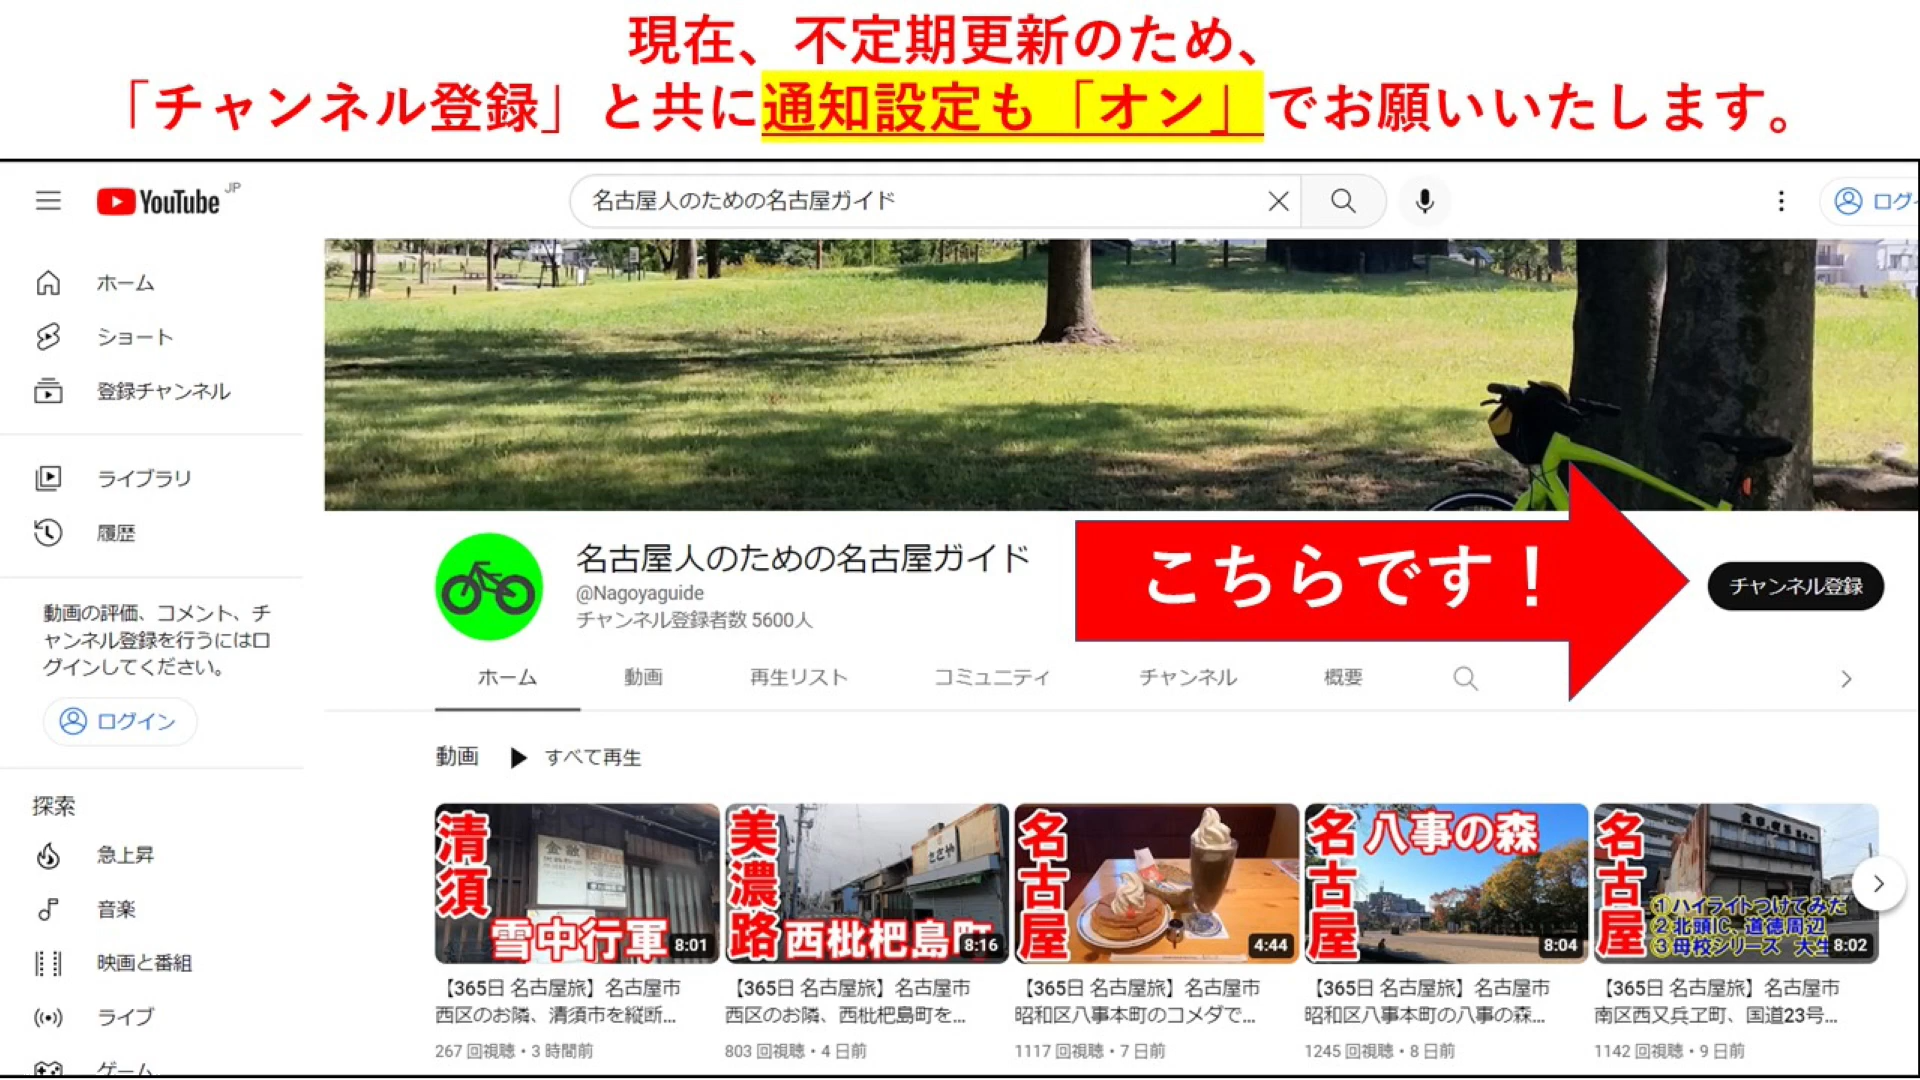 現在、不定期更新のため、
「チャンネル登録」と共に通知設定も「オン」でお願いいたします。
YouTube JP
名古屋人のための名古屋ガイド
ホーム
ショート
登録チャンネル
ライブラリ
履歴
動画の評価、コメント、チ
ャンネル登録を行うにはロ
グインしてください。
ログイン
探索
急上昇
音楽
映画と番組
ライブ
ゲーム
名古屋人のための名古屋ガイド
@Nagoyaguide
チャンネル登録者数 5600人
こちらです!
チャンネル登録
ホーム 動画 再生リスト コミュニティ チャンネル 概要
動画 すべて再生
清須
雪中行軍
8:01
【365日 名古屋旅】名古屋市
西区のお隣、清須市を縦断...
267 回視聴・3 時間前
美濃路
西枇杷島町
8:16
【365日 名古屋旅】名古屋市
西区のお隣、西枇杷島町を...
803 回視聴・4 日前
名古屋
4:44
【365日 名古屋旅】名古屋市
昭和区八事本町のコメダで...
1117 回視聴・7 日前
名古屋
八事の森
8:04
【365日 名古屋旅】名古屋市
昭和区八事本町の八事の森...
1245 回視聴・8 日前
名古屋
①ハイライトつけてみた
②北頭IC、道徳周辺
③母校シリーズ 大生
8:02
【365日 名古屋旅】名古屋市
南区西又兵ヱ町、国道23号...
1142 回視聴・9 日前